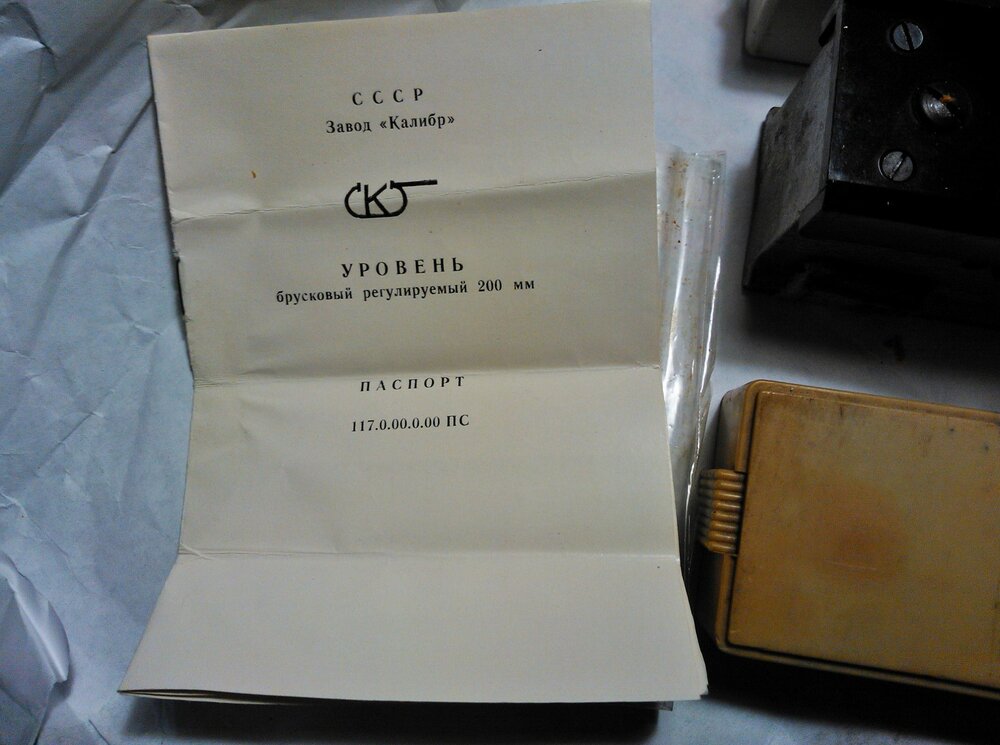 СССР
Завод «Калибр»
УРОВЕНЬ
брусковый регулируемый 200 мм
ПАСПОРТ
117.0.00.0.00 ПС